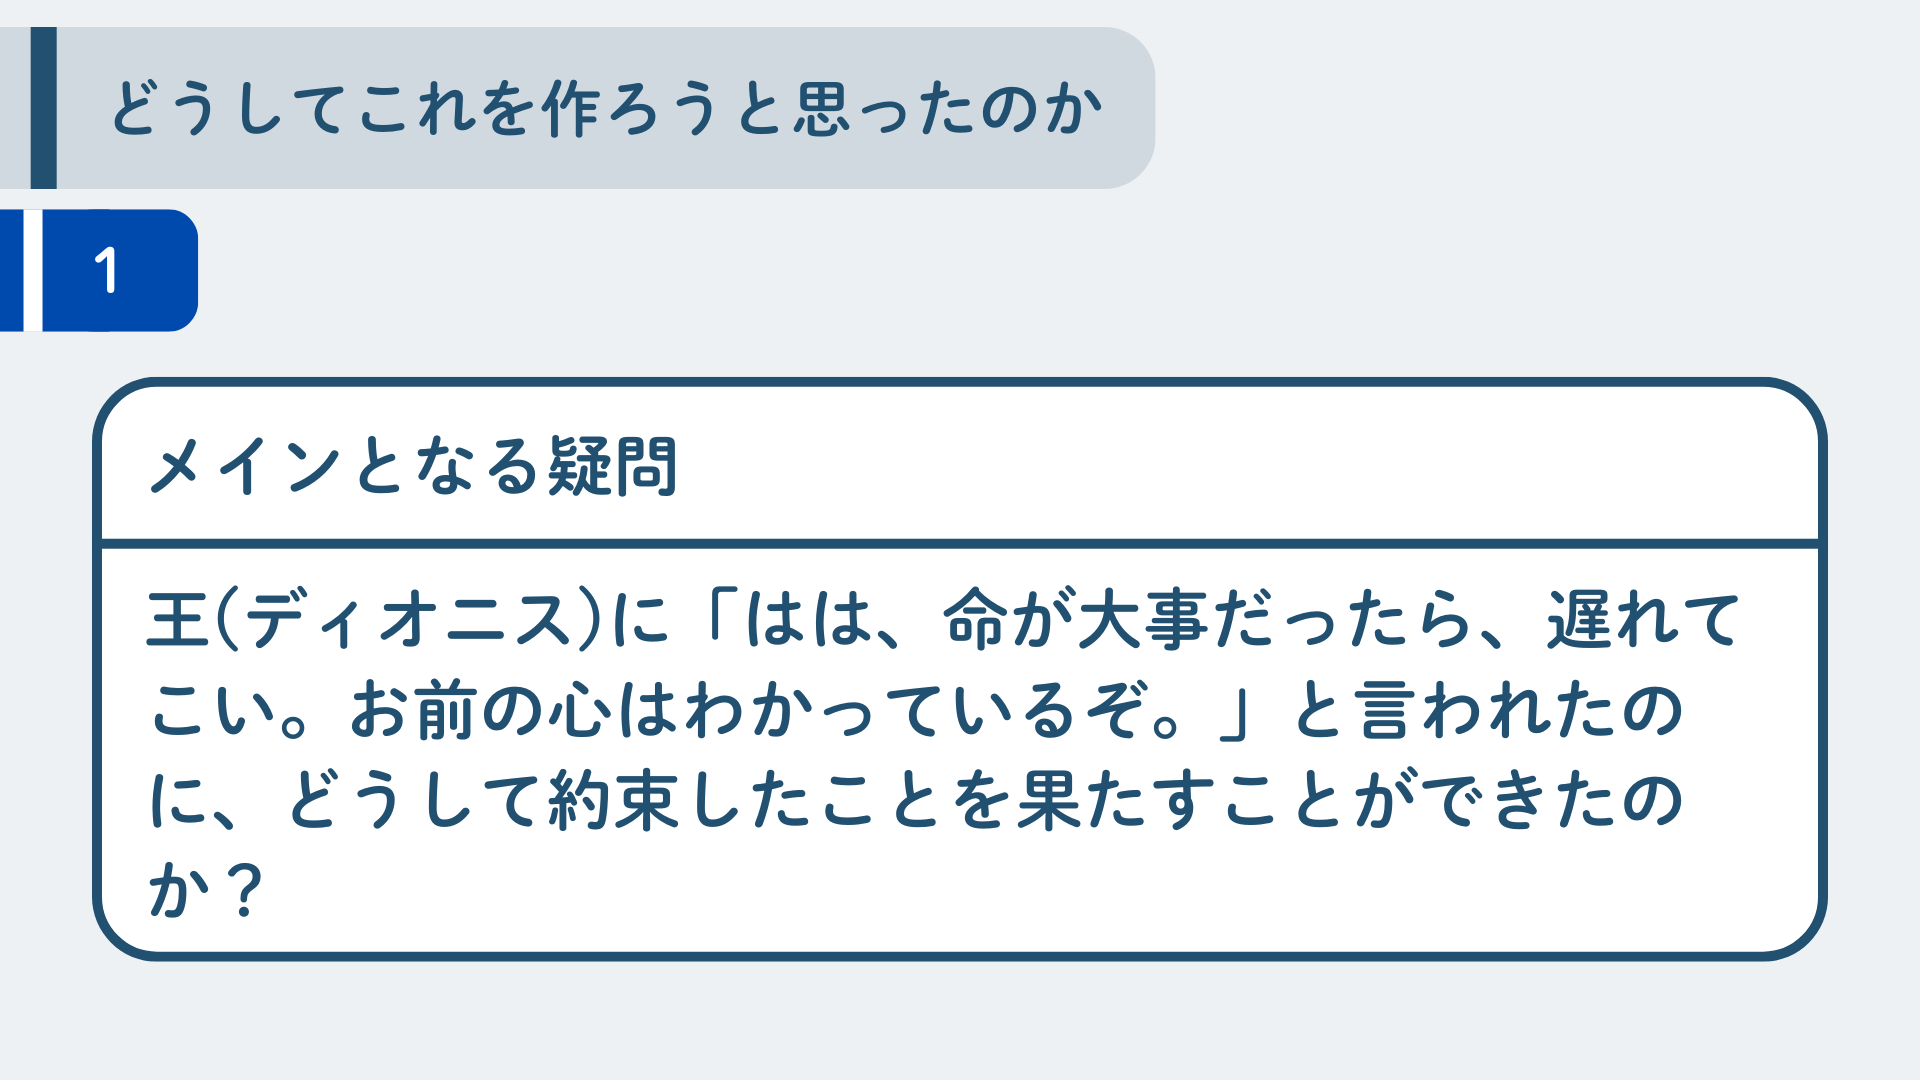 どうしてこれを作ろうと思ったのか
1
メインとなる疑問
王(ディオニス)に「はは、命が大事だったら、遅れて
こい。お前の心はわかっているぞ。」と言われたの
に、どうして約束したことを果たすことができたの
か？